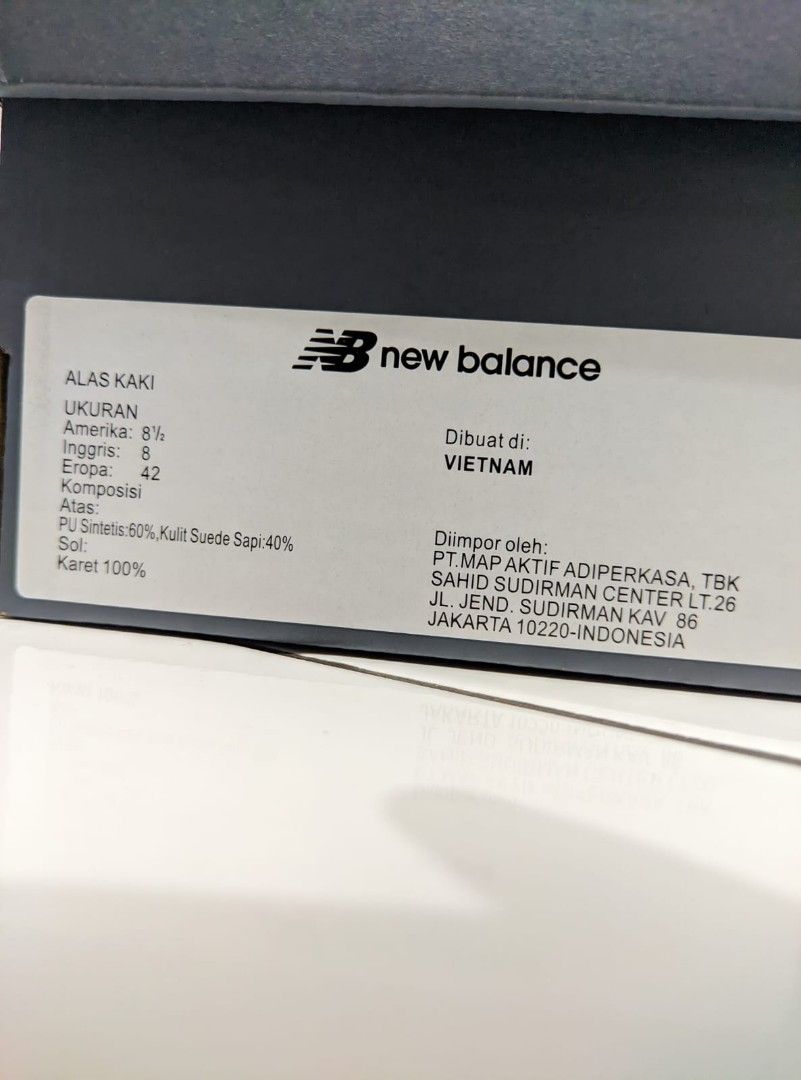 new balance
ALAS KAKI
UKURAN
Amerika: 8½
Inggris: 8
Eropa: 42
Komposisi
Atas:
PU Sintetis:60%,Kulit Suede Sapi:40%
Sol:
Karet 100%
Dibuat di:
VIETNAM
Diimpor oleh:
PT.MAP AKTIF ADIPERKASA, TBK
SAHID SUDIRMAN CENTER LT.26
JL. JEND. SUDIRMAN KAV 86
JAKARTA 10220-INDONESIA